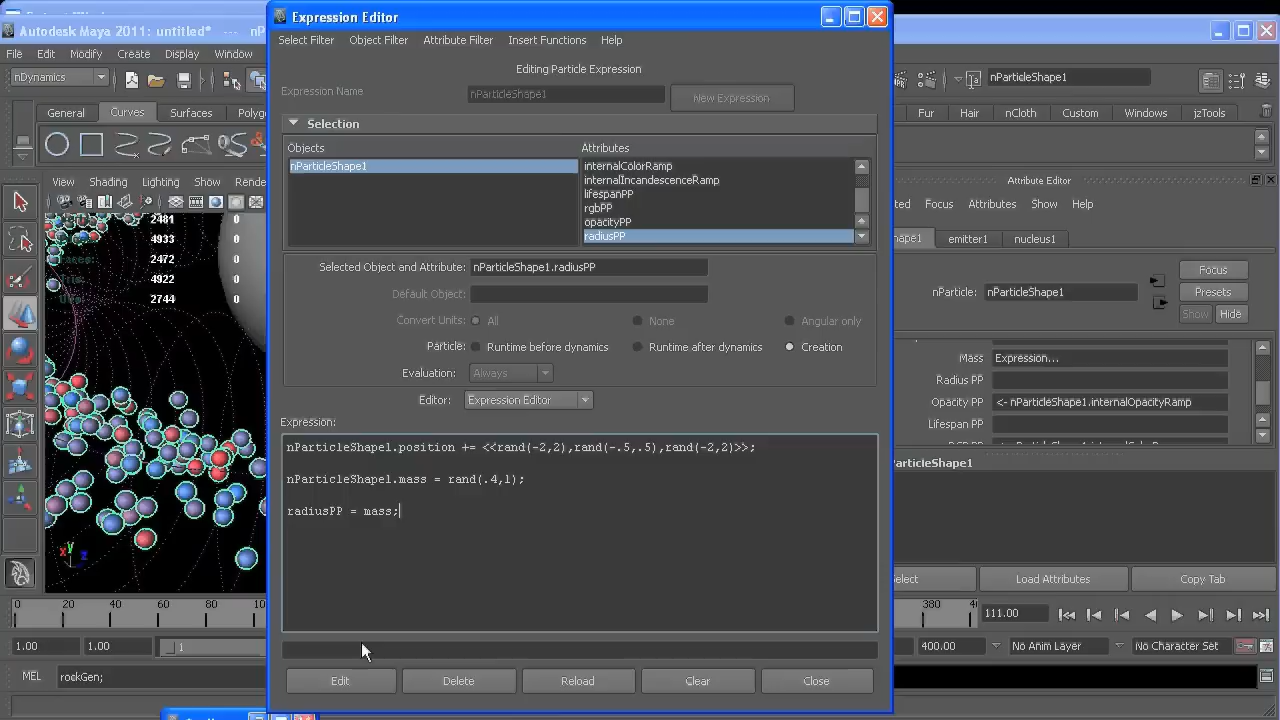 Expression Editor
Select Filter Object Filter Attribute Filter Insert Functions Help
Editing Particle Expression
Expression Name nParticleShape1 New Expression
Selection
Objects Attributes
nParticleShape1
internalColorRamp
internalIncandescenceRamp
lifespanPP
rgbPP
opacityPP
radiusPP
Selected Object and Attribute: nParticleShape1.radiusPP
Default Object:
Convert Units: All None Angular only
Particle: Runtime before dynamics Runtime after dynamics Creation
Evaluation: Always
Editor: Expression Editor
Expression:
nParticleShape1.position += <<rand(-2,2),rand(-.5,.5),rand(-2,2)>>;
nParticleShape1.mass = rand(.4,1);
radiusPP = mass;
Edit Delete Reload Clear Close
Autodesk Maya 2011: untitled*
File Edit Modify Create Display Window
nDynamics
General Curves Surfaces
View Shading Lighting Show
2481 0
4933 0
2472 0
4922 0
2744 0
nParticleShape1
Fur Hair nCloth Custom Windows jzTools
Attribute Editor
Focus Attributes Show Help
emitter1 nucleus1
nParticle: nParticleShape1
Focus
Presets
Show Hide
Mass Expression...
Radius PP
Opacity PP <- nParticleShape1.internalOpacityRamp
Lifespan PP
Load Attributes Copy Tab
0 20 40 60 80
380
111.00
1.00 1.00 1
400.00 No Anim Layer No Character Set
MEL rockGen;